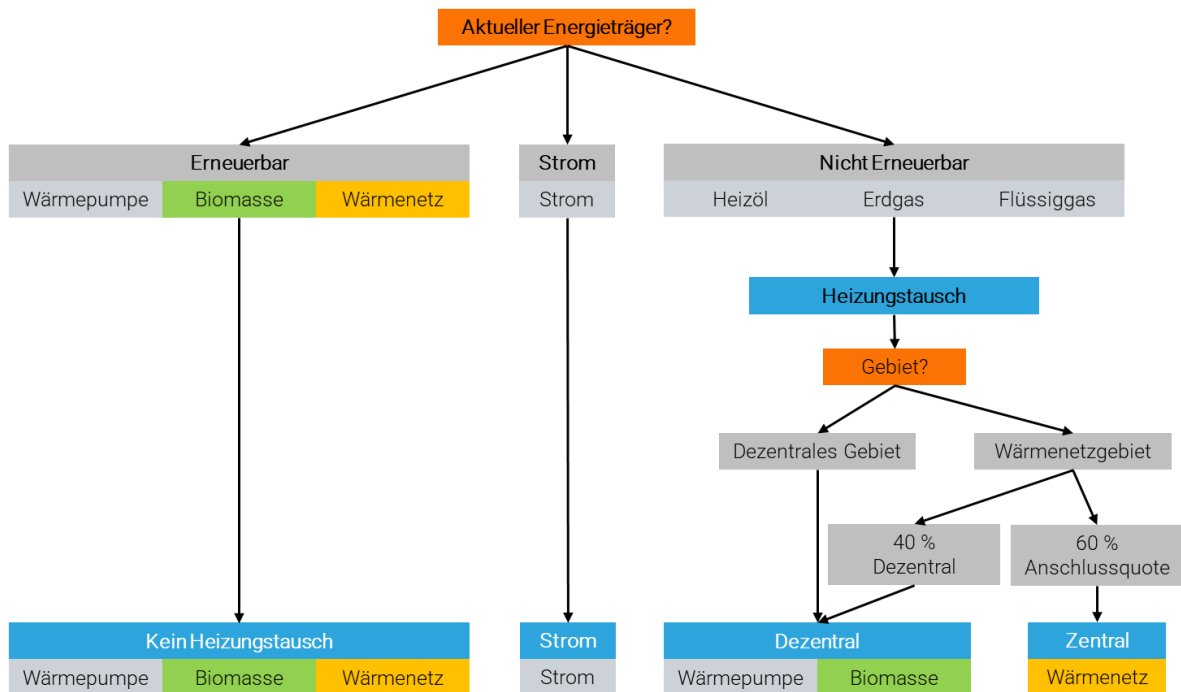 Aktueller Energieträger?
Erneuerbar
Wärmepumpe Biomasse Wärmenetz
Strom
Strom
Nicht Erneuerbar
Heizöl Erdgas Flüssiggas
Heizungstausch
Gebiet?
Dezentrales Gebiet
Wärmenetzgebiet
40 %
Dezentral
60 %
Anschlussquote
Kein Heizungstausch
Wärmepumpe Biomasse Wärmenetz
Strom
Strom
Dezentral
Wärmepumpe Biomasse
Zentral
Wärmenetz